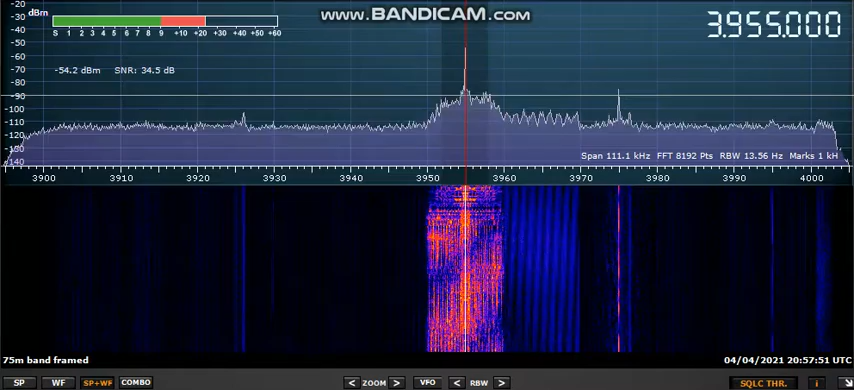 www.BANDICAM.com
3.955.000
-20
dBm
-30
-40
S 1 2 3 4 5 6 7 8 9 +10 +20 +30 +40 +50 +60
-50
-60
-54.2 dBm SNR: 34.5 dB
-70
-80
-90
-100
-110
-120
-130
-140
Span 111.1 kHz FFT 8192 Pts RBW 13.56 Hz Marks 1 kH
3900 3910 3920 3930 3940 3950 3960 3970 3980 3990 4000
75m band framed 04/04/2021 20:57:51 UTC
SP WF SP+WF COMBO < ZOOM > VFO < RBW > SQLC THR. i